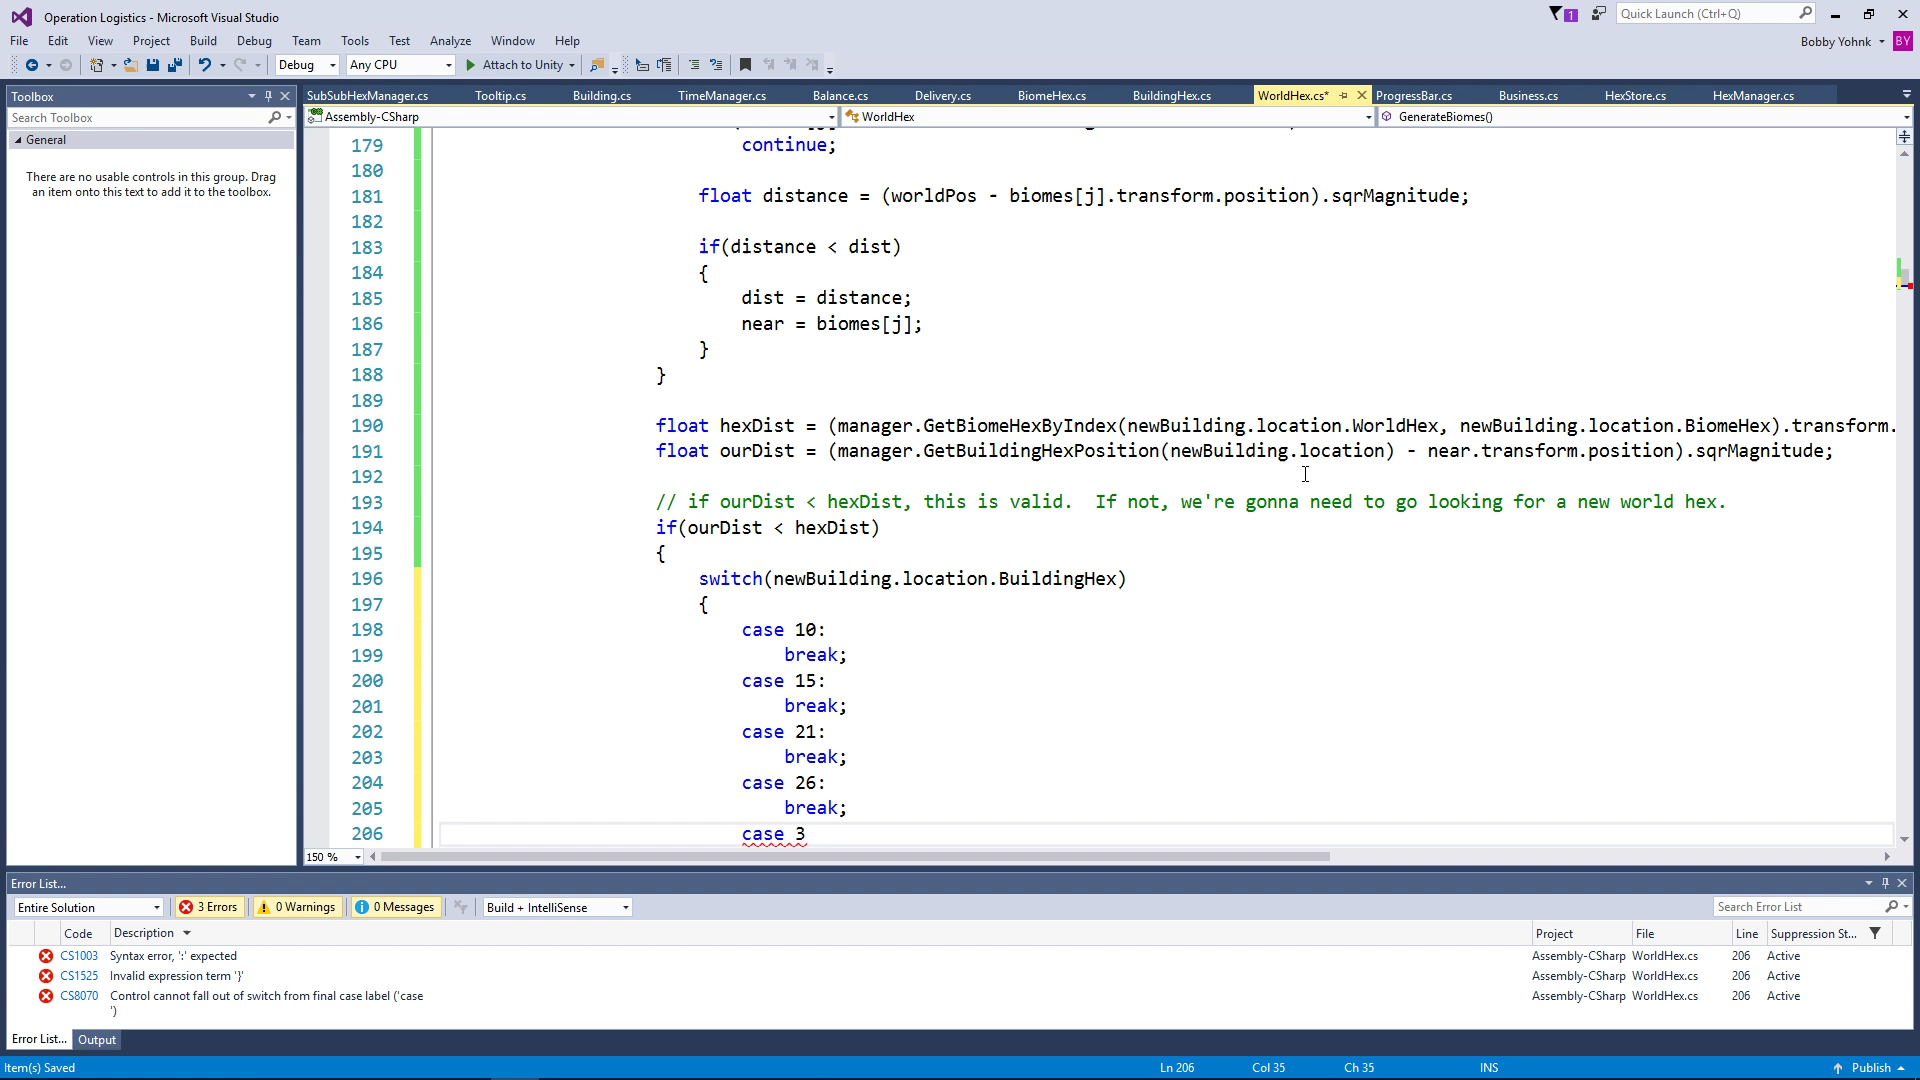 Operation Logistics - Microsoft Visual Studio
1
Quick Launch (Ctrl+Q)
File Edit View Project Build Debug Team Tools Test Analyze Window Help
Bobby Yohnk BY
Debug Any CPU Attach to Unity
Toolbox
Search Toolbox
General
There are no usable controls in this group. Drag
an item onto this text to add it to the toolbox.
SubSubHexManager.cs Tooltip.cs Building.cs TimeManager.cs Balance.cs Delivery.cs BiomeHex.cs BuildingHex.cs WorldHex.cs* ProgressBar.cs Business.cs HexStore.cs HexManager.cs
Assembly-CSharp WorldHex GenerateBiomes()
179 continue;
180
181 float distance = (worldPos - biomes[j].transform.position).sqrMagnitude;
182
183 if(distance < dist)
184 {
185 dist = distance;
186 near = biomes[j];
187 }
188 }
189
190 float hexDist = (manager.GetBiomeHexByIndex(newBuilding.location.WorldHex, newBuilding.location.BiomeHex).transform.
191 float ourDist = (manager.GetBuildingHexPosition(newBuilding.location) - near.transform.position).sqrMagnitude;
192
193 // if ourDist < hexDist, this is valid.  If not, we're gonna need to go looking for a new world hex.
194 if(ourDist < hexDist)
195 {
196 switch(newBuilding.location.BuildingHex)
197 {
198 case 10:
199 break;
200 case 15:
201 break;
202 case 21:
203 break;
204 case 26:
205 break;
206 case 3
150 %
Error List...
Entire Solution 3 Errors 0 Warnings 0 Messages Build + IntelliSense Search Error List
Code Description Project File Line Suppression St...
CS1003 Syntax error, ':' expected Assembly-CSharp WorldHex.cs 206 Active
CS1525 Invalid expression term '}' Assembly-CSharp WorldHex.cs 206 Active
CS8070 Control cannot fall out of switch from final case label ('case Assembly-CSharp WorldHex.cs 206 Active
')
Error List... Output
Item(s) Saved Ln 206 Col 35 Ch 35 INS Publish